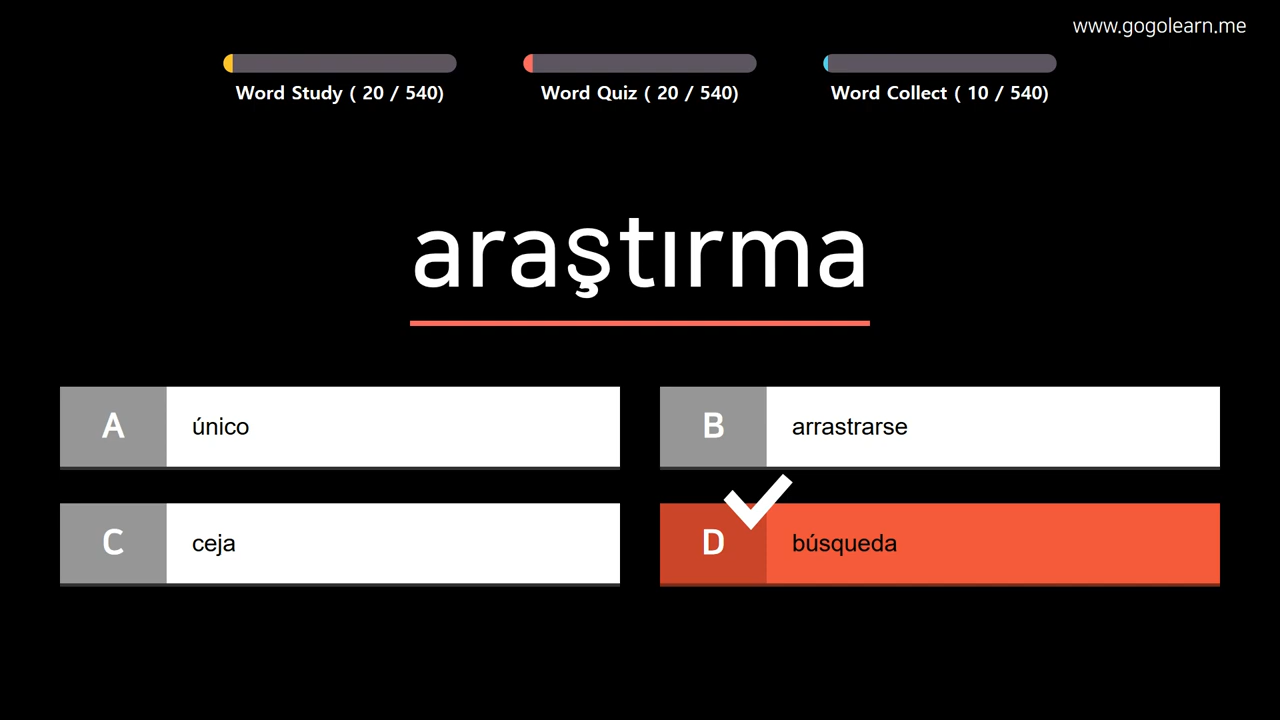 www.gogolearn.me
Word Study ( 20 / 540)
Word Quiz ( 20 / 540)
Word Collect ( 10 / 540)
araştırma
A único
B arrastrarse
C ceja
D búsqueda